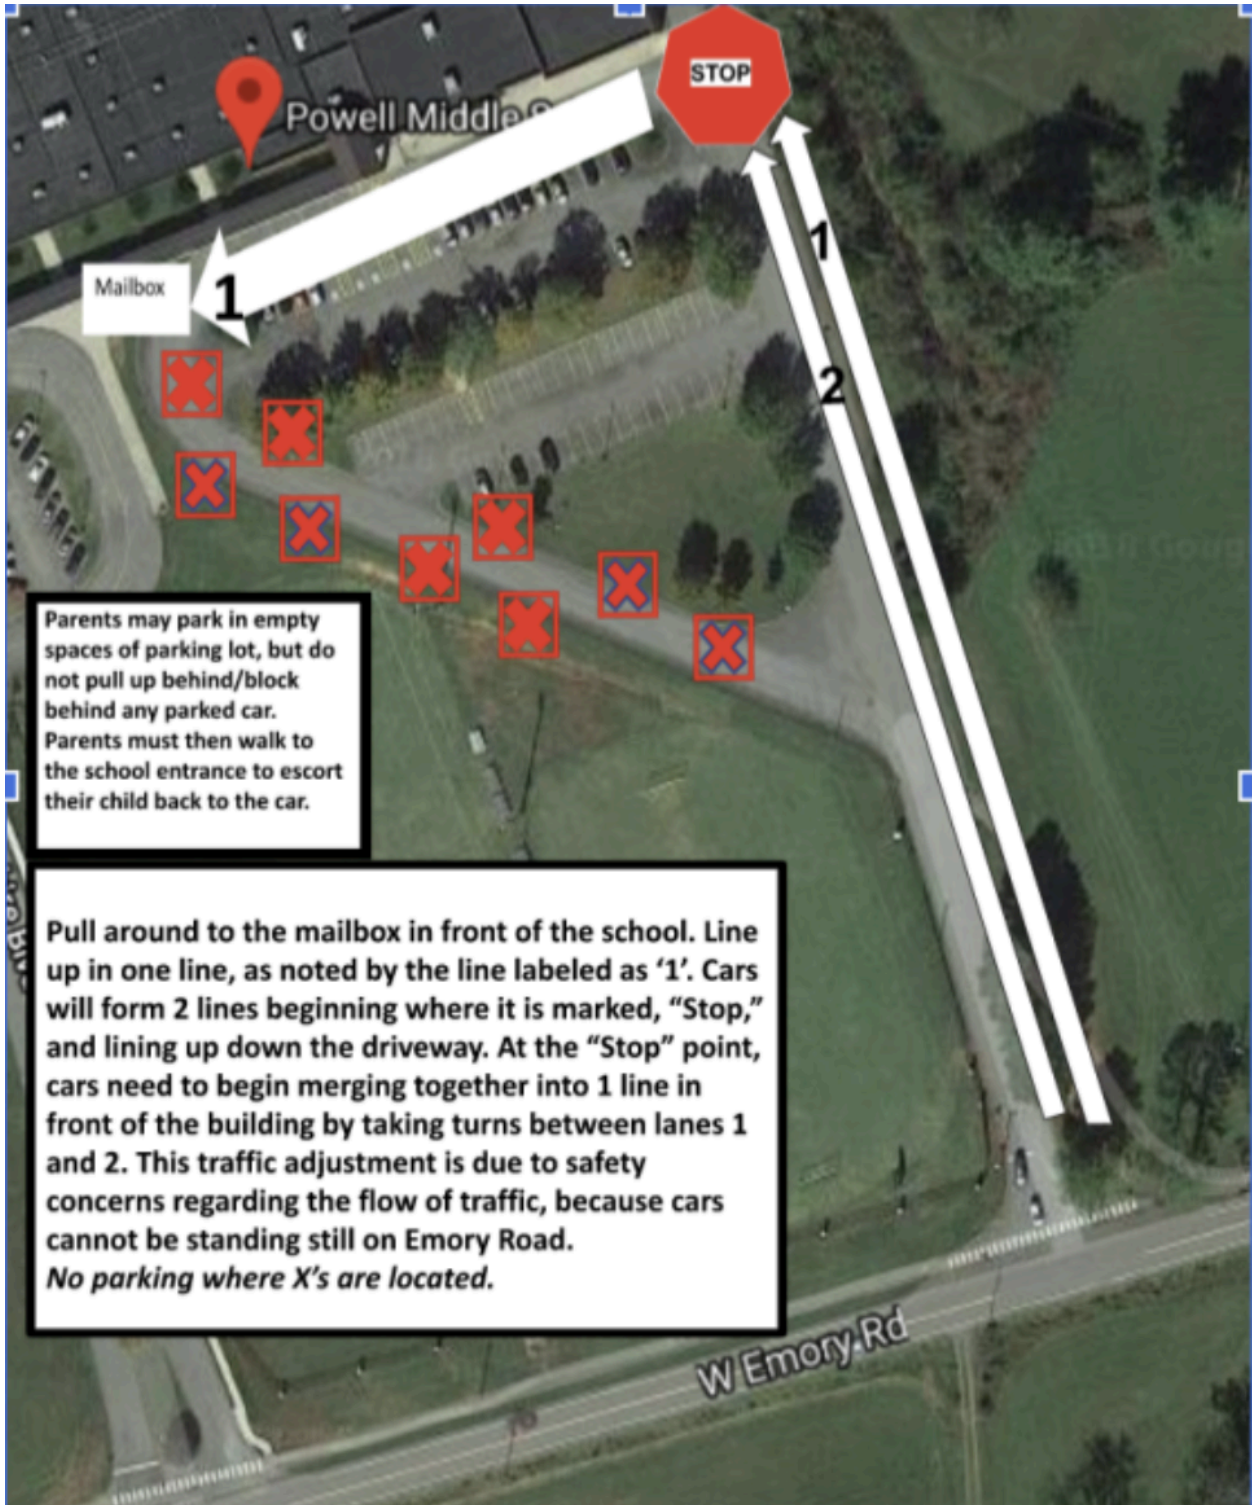 STOP
Powell Middle
1
Mailbox
1
2
Parents may park in empty
spaces of parking lot, but do
not pull up behind/block
behind any parked car.
Parents must then walk to
the school entrance to escort
their child back to the car.
Pull around to the mailbox in front of the school. Line
up in one line, as noted by the line labeled as ‘1’. Cars
will form 2 lines beginning where it is marked, “Stop,”
and lining up down the driveway. At the “Stop” point,
cars need to begin merging together into 1 line in
front of the building by taking turns between lanes 1
and 2. This traffic adjustment is due to safety
concerns regarding the flow of traffic, because cars
cannot be standing still on Emory Road.
No parking where X’s are located.
W Emory Rd